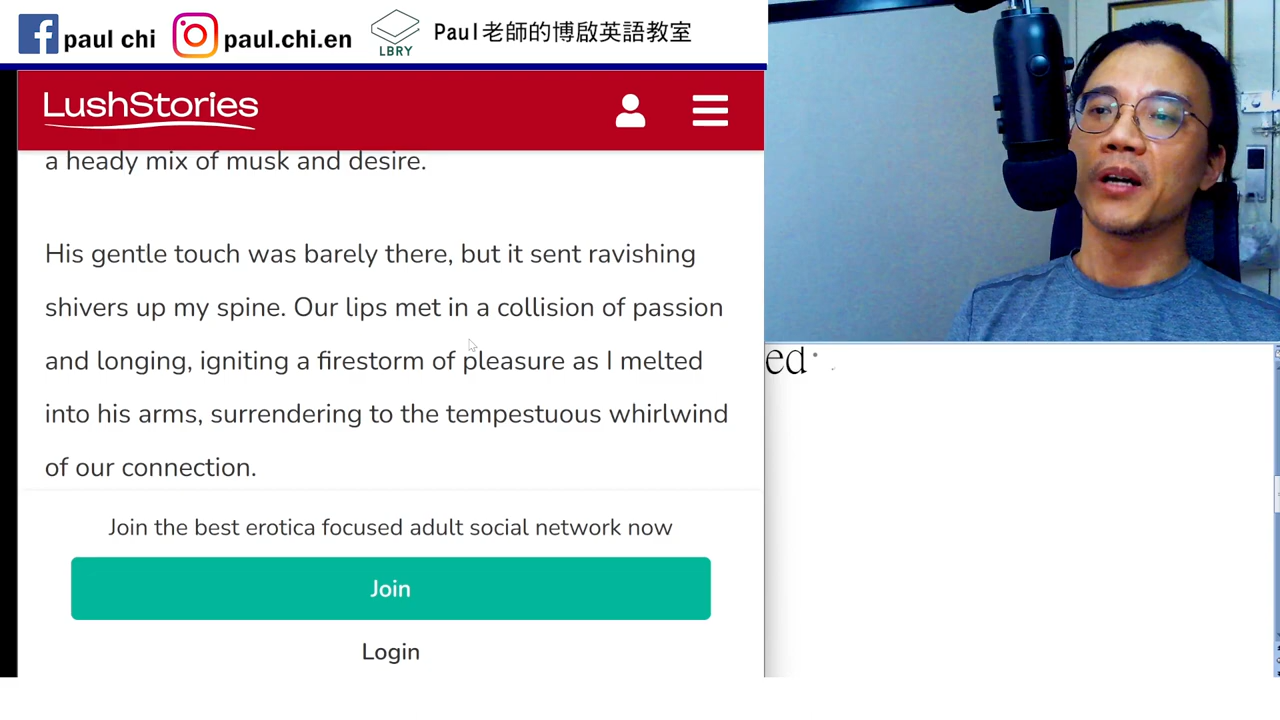 paul chi
paul.chi.en
LBRY
Paul老師的博啟英語教室
LushStories
a heady mix of musk and desire.
His gentle touch was barely there, but it sent ravishing
shivers up my spine. Our lips met in a collision of passion
and longing, igniting a firestorm of pleasure as I melted
into his arms, surrendering to the tempestuous whirlwind
of our connection.
Join the best erotica focused adult social network now
Join
Login
ed